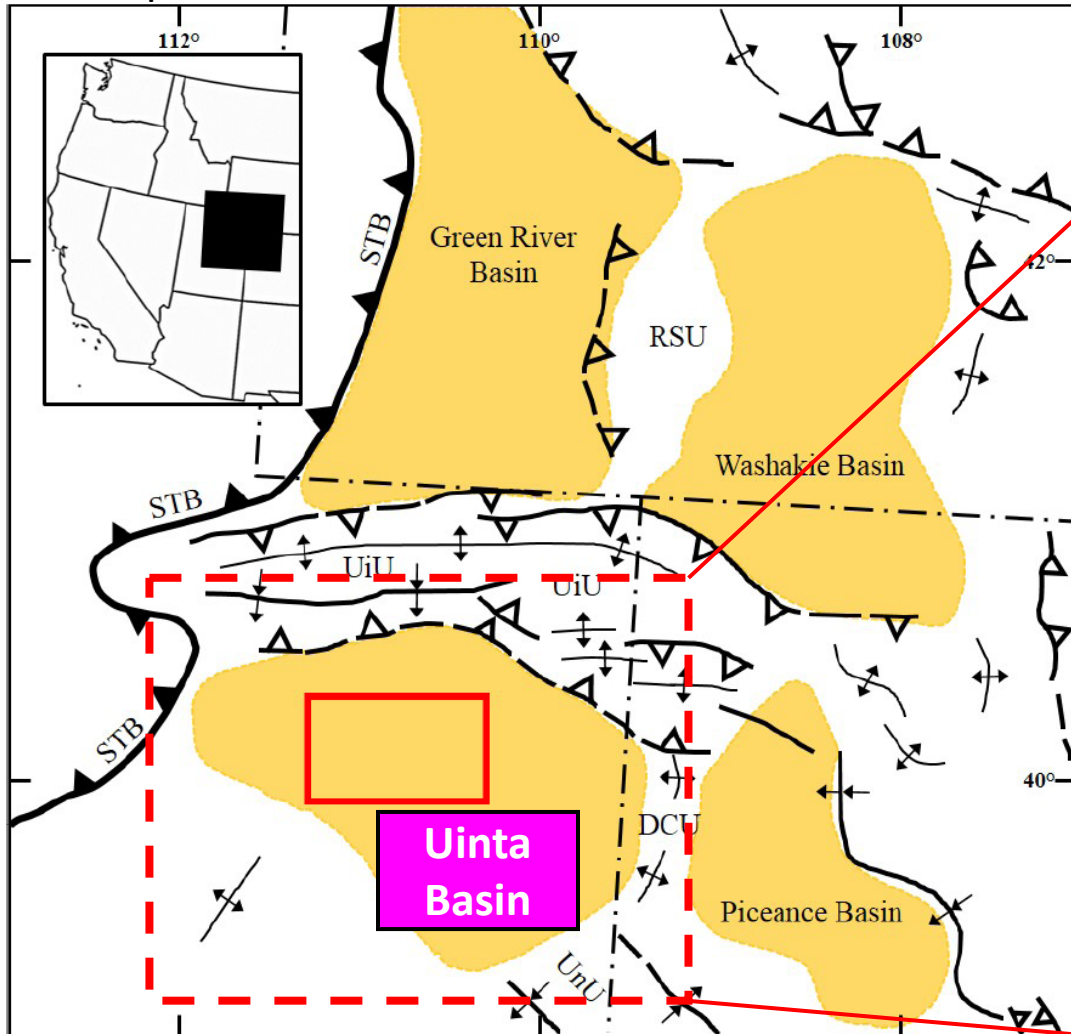 112°
110°
108°
STB
Green River
Basin
42°
RSU
Washakie Basin
STB
UiU
UiU
STB
40°
DCU
Uinta
Basin
Piceance Basin
UnU